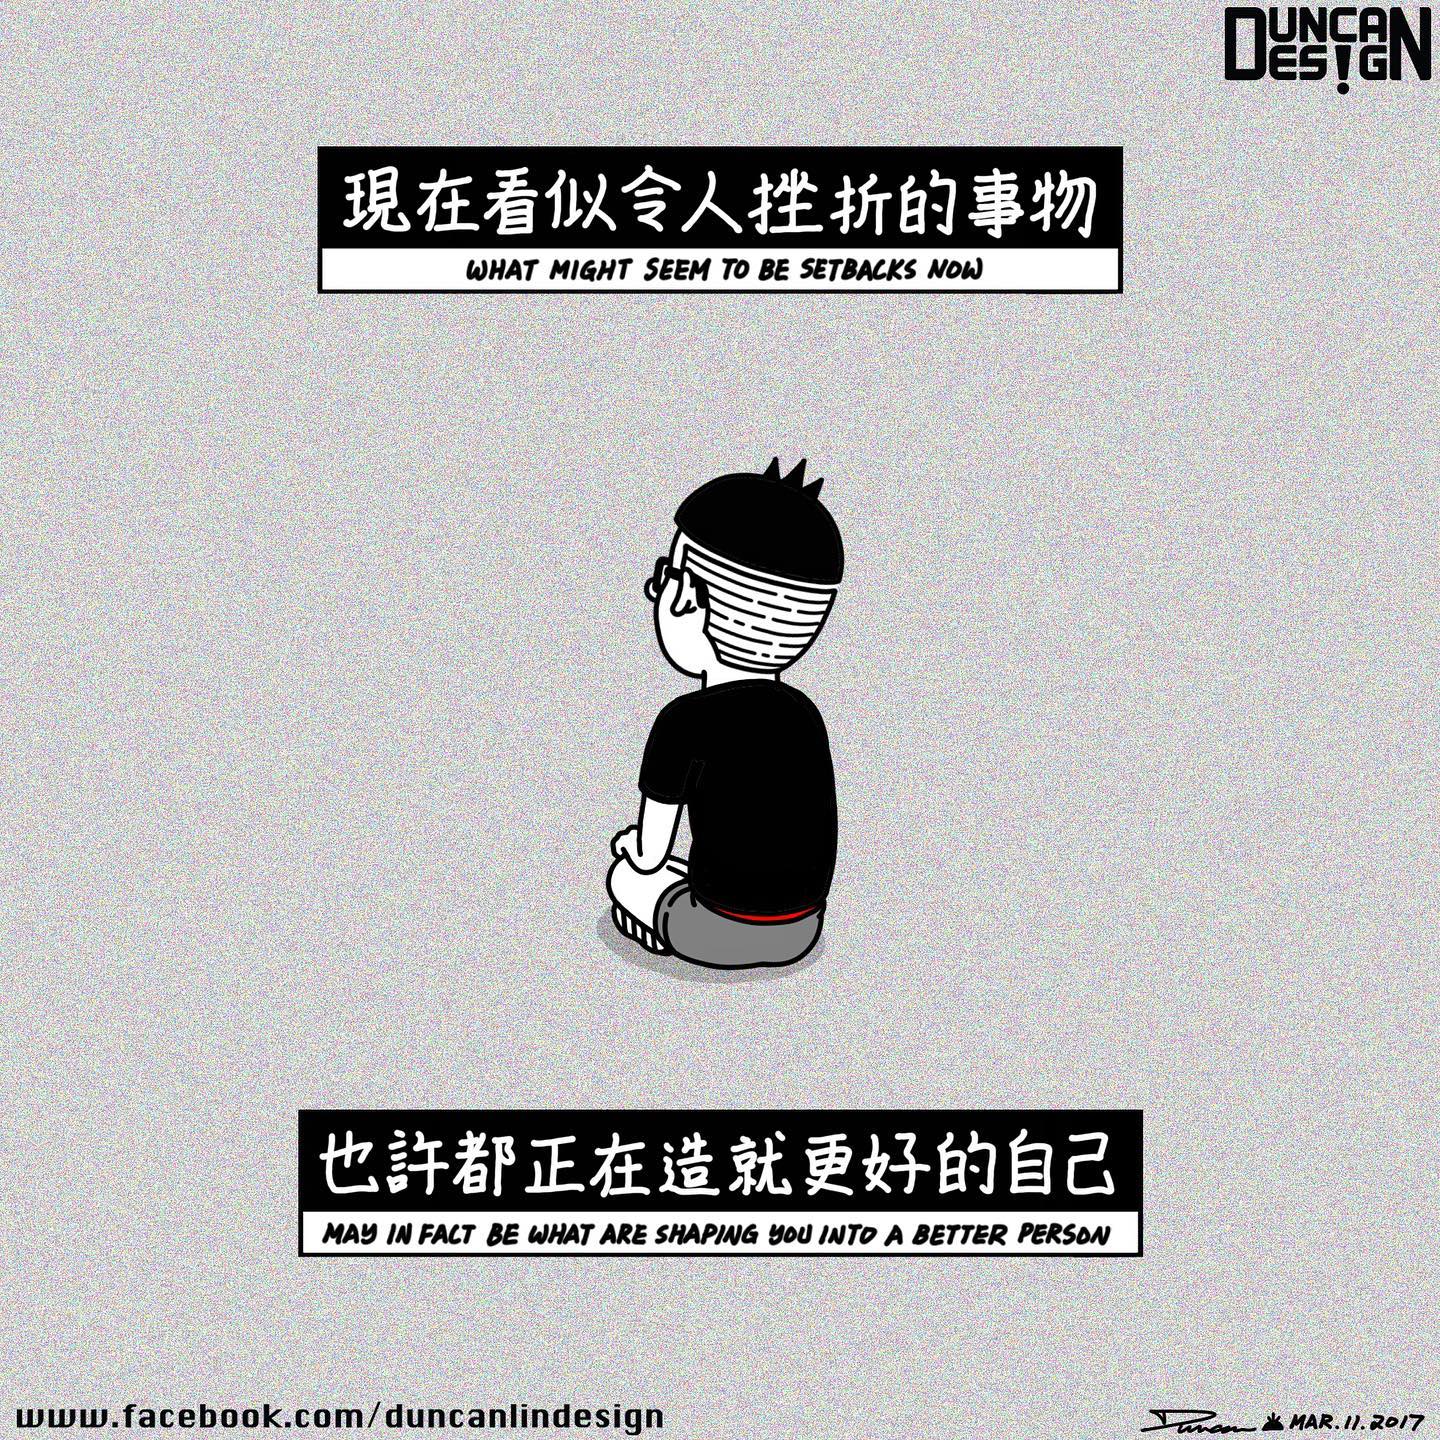 DUNCAN
DES!GN
現在看似令人挫折的事物
WHAT MIGHT SEEM TO BE SETBACKS NOW
也許都正在造就更好的自己
MAY IN FACT BE WHAT ARE SHAPING YOU INTO A BETTER PERSON
www.facebook.com/duncanlindesign
Duncan MAR.11.2017